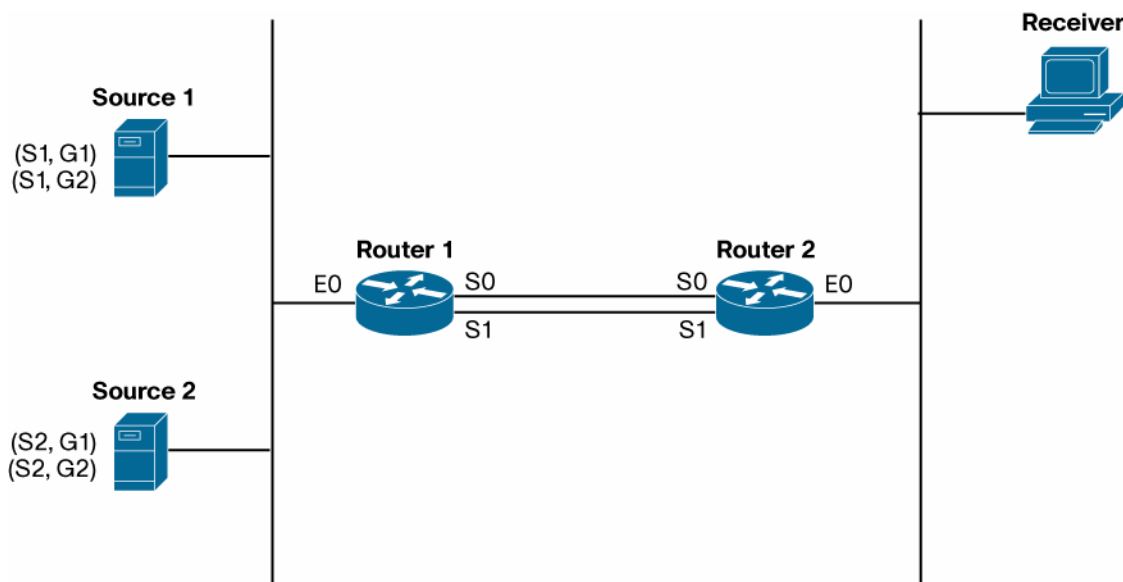 Receiver
Source 1
(S1, G1)
(S1, G2)
Router 1
Router 2
E0
S0
S0
E0
S1
S1
Source 2
(S2, G1)
(S2, G2)